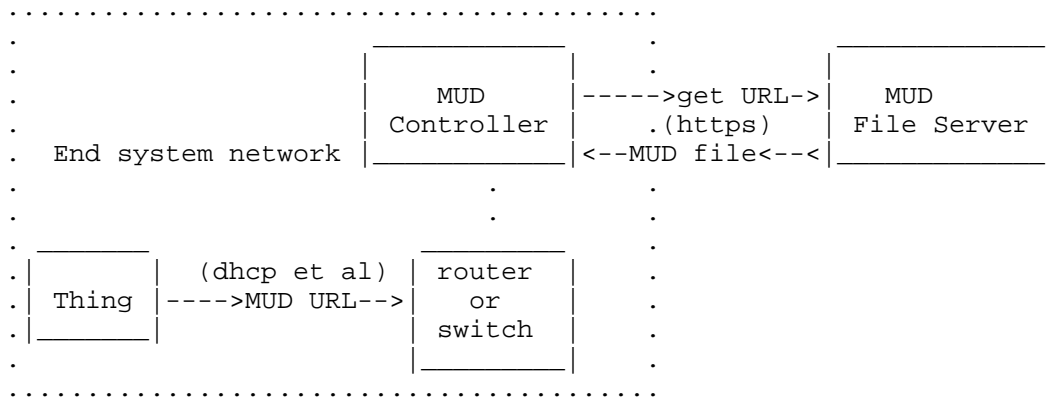 MUD ----->get URL-> MUD
Controller (https) File Server
End system network <--MUD file<--<
(dhcp et al) router
Thing ---->MUD URL--> or
switch